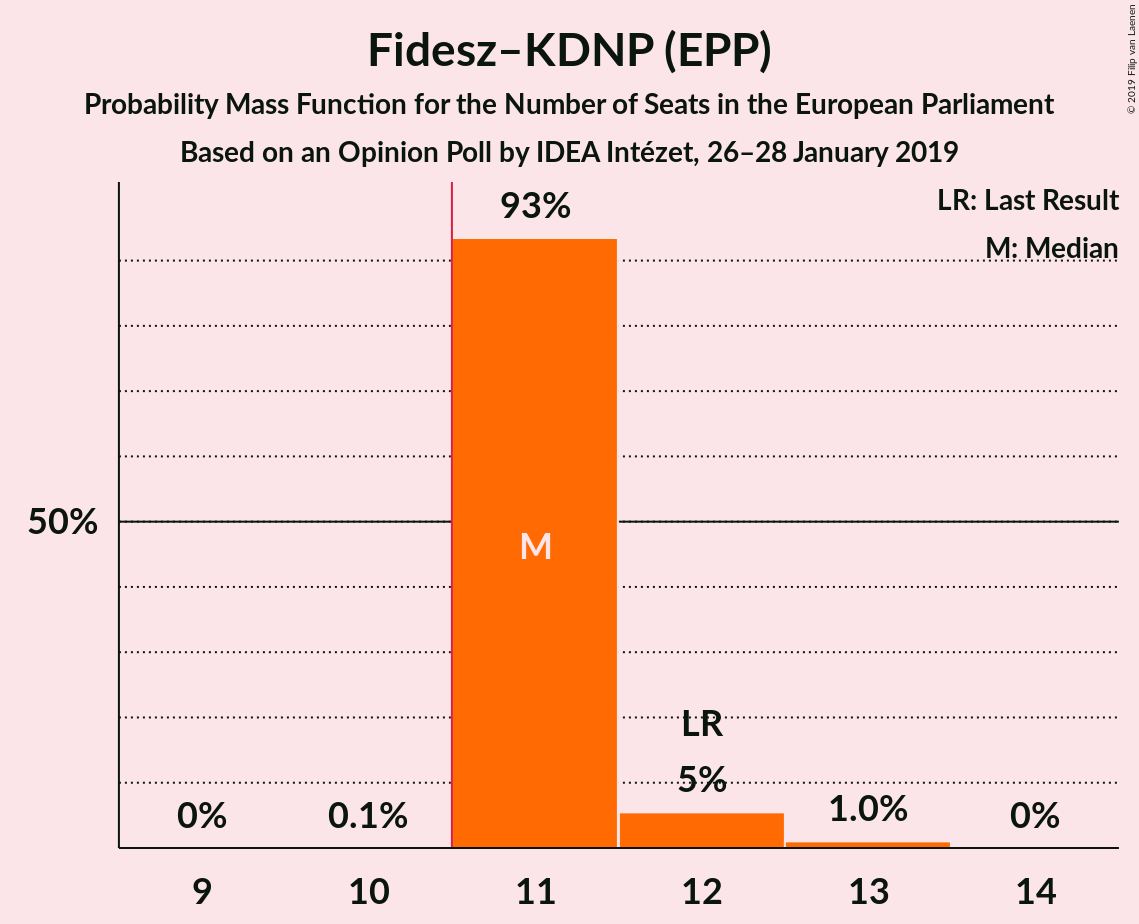 Fidesz–KDNP (EPP)
Probability Mass Function for the Number of Seats in the European Parliament
Based on an Opinion Poll by IDEA Intézet, 26–28 January 2019
© 2019 Filip van Laenen
LR: Last Result
M: Median
93%
50%
M
LR
5%
0%
0.1%
1.0%
0%
9
10
11
12
13
14